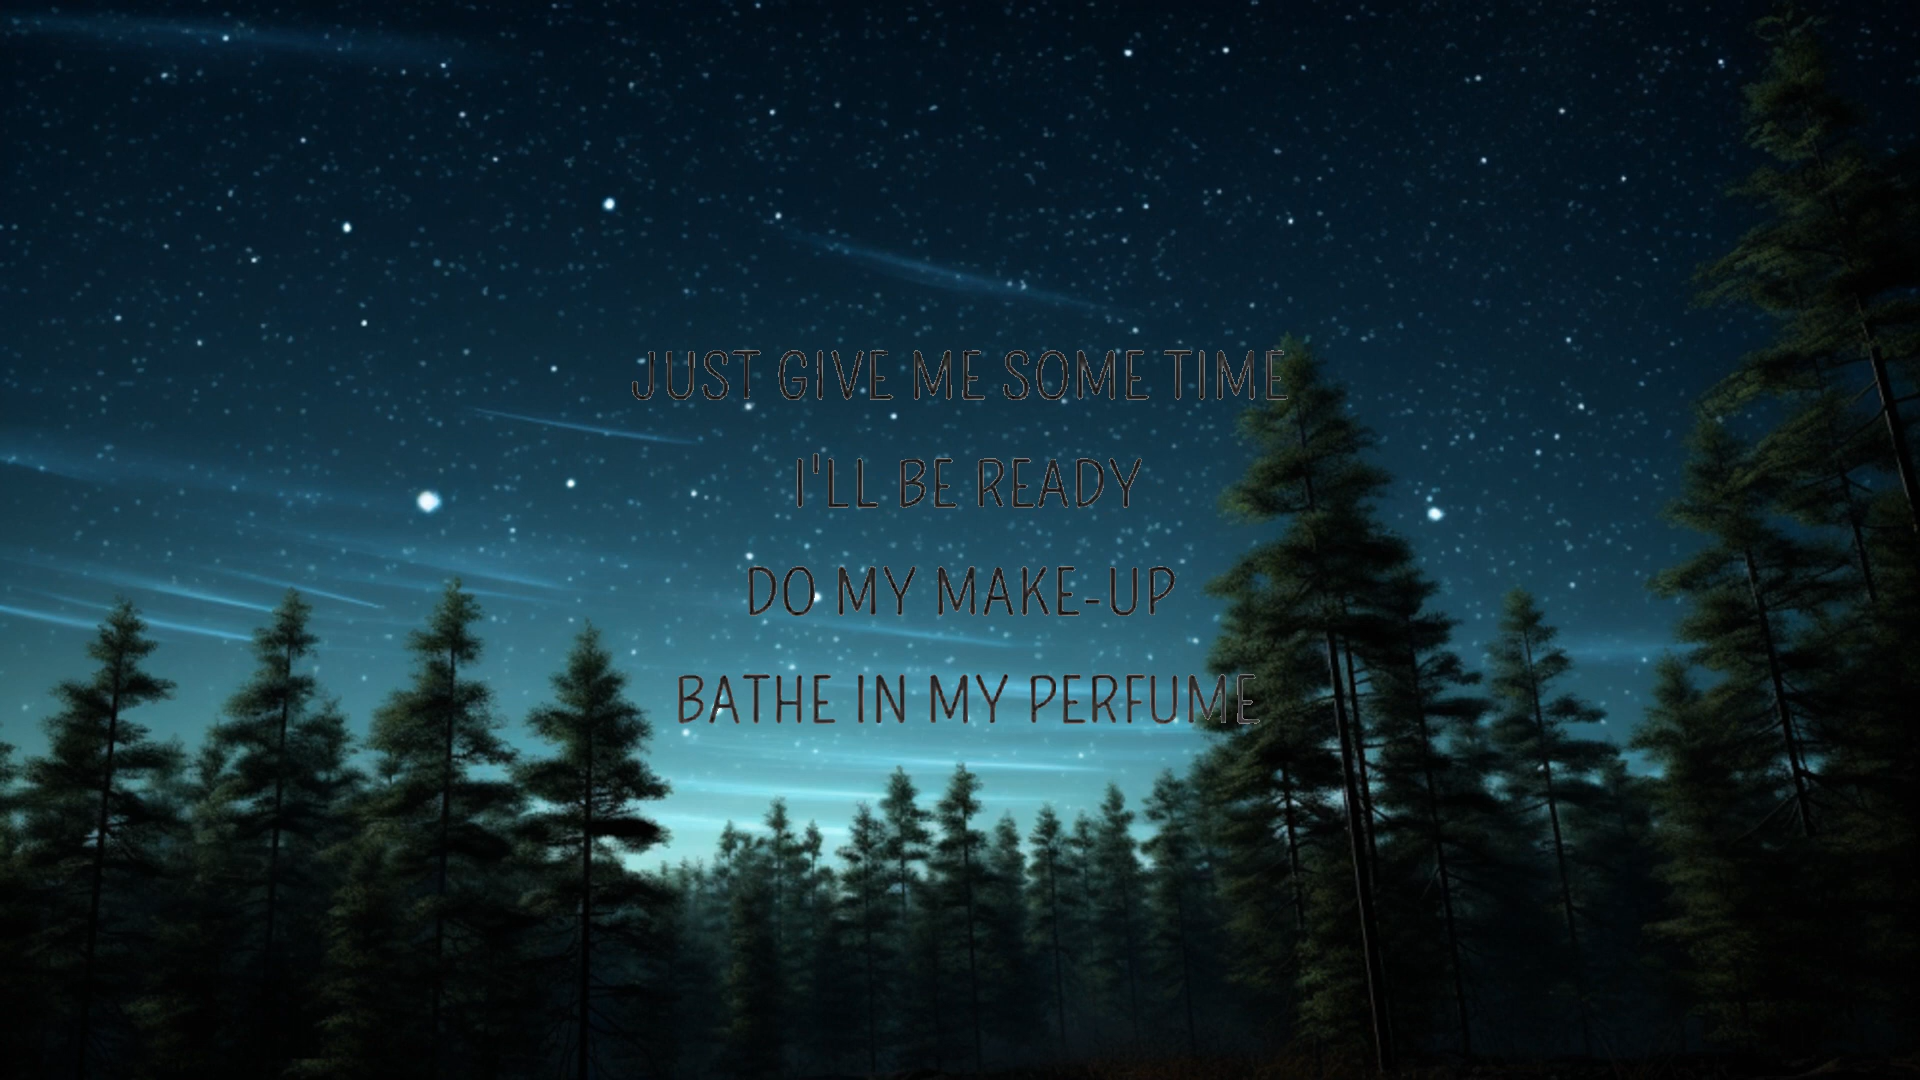 JUST GIVE ME SOME TIME
I'LL BE READY
DO MY MAKE-UP
BATHE IN MY PERFUME